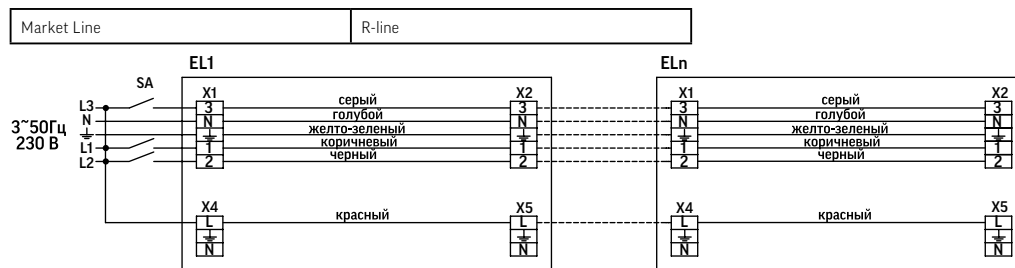 Market Line R-line
EL1 ELn
SA
X1 X2 X1 X2
L3 3 серый 3 3 серый 3
N N голубой N N голубой N
3~50Гц
230 В
желто-зеленый желто-зеленый
L1 1 коричневый 1 1 коричневый 1
L2 2 черный 2 2 черный 2
X4 X5 X4 X5
L красный L L красный L
N N N N